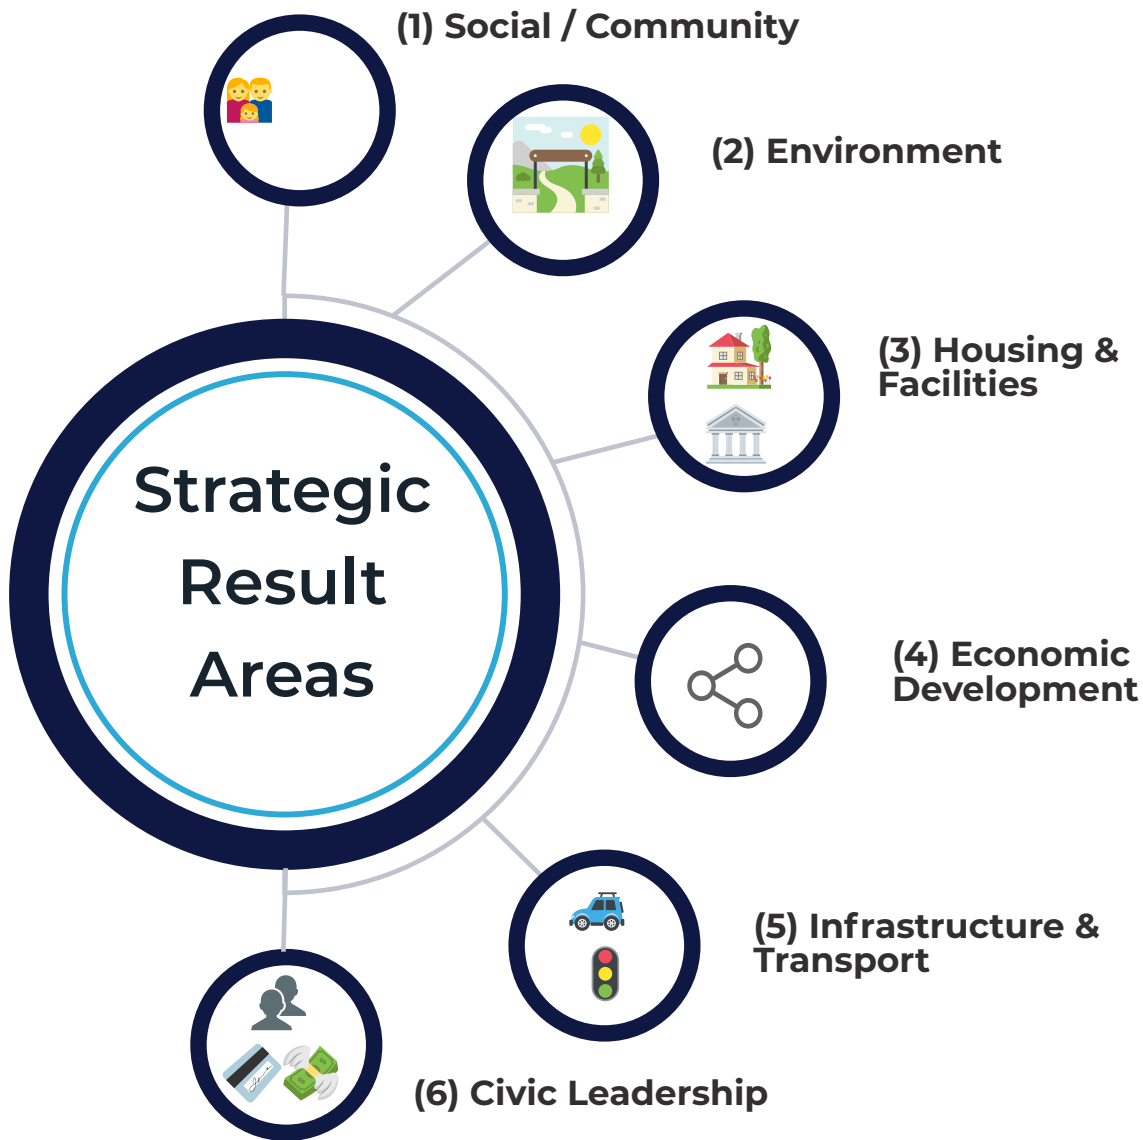 (1) Social / Community
(2) Environment
(3) Housing &
Facilities
Strategic
Result
Areas
(4) Economic
Development
(5) Infrastructure &
Transport
(6) Civic Leadership